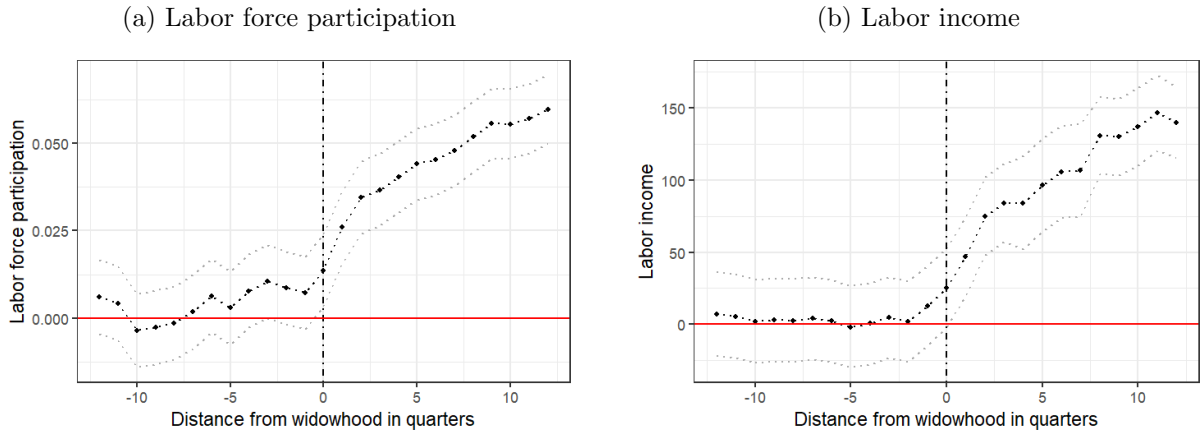 (a) Labor force participation
(b) Labor income
Labor force participation
0.050
0.025
0.000
-10
-5
0
5
10
Distance from widowhood in quarters
Labor income
150
100
50
0
-10
-5
0
5
10
Distance from widowhood in quarters